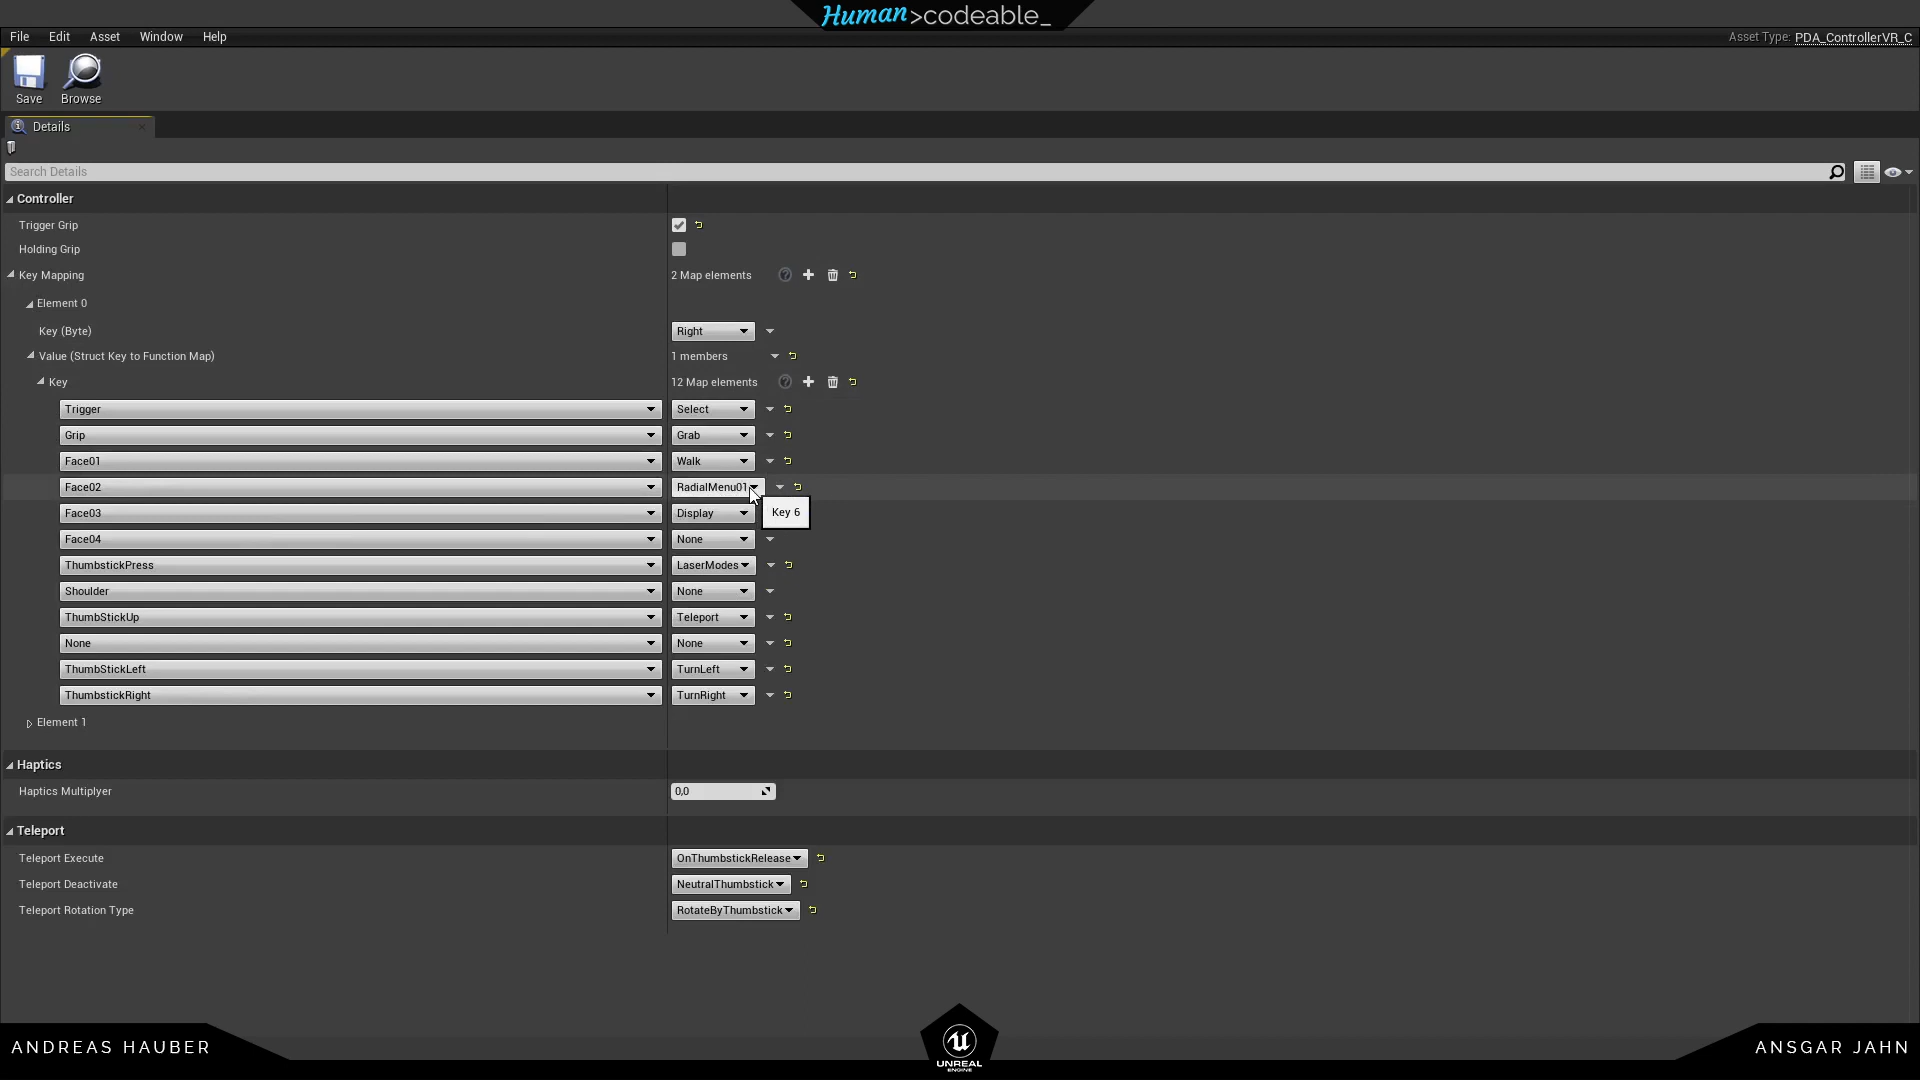 Human>codeable_
File Edit Asset Window Help
Asset Type: PDA_ControllerVR_C
Save Browse
Details
Search Details
Controller
Trigger Grip
Holding Grip
Key Mapping 2 Map elements
Element 0
Key (Byte) Right
Value (Struct Key to Function Map) 1 members
Key 12 Map elements
Trigger Select
Grip Grab
Face01 Walk
Face02 RadialMenu01
Face03 Display Key 6
Face04 None
ThumbstickPress LaserModes
Shoulder None
ThumbStickUp Teleport
None None
ThumbStickLeft TurnLeft
ThumbstickRight TurnRight
Element 1
Haptics
Haptics Multiplyer 0,0
Teleport
Teleport Execute OnThumbstickRelease
Teleport Deactivate NeutralThumbstick
Teleport Rotation Type RotateByThumbstick
ANDREAS HAUBER
UNREAL
ENGINE
ANSGAR JAHN